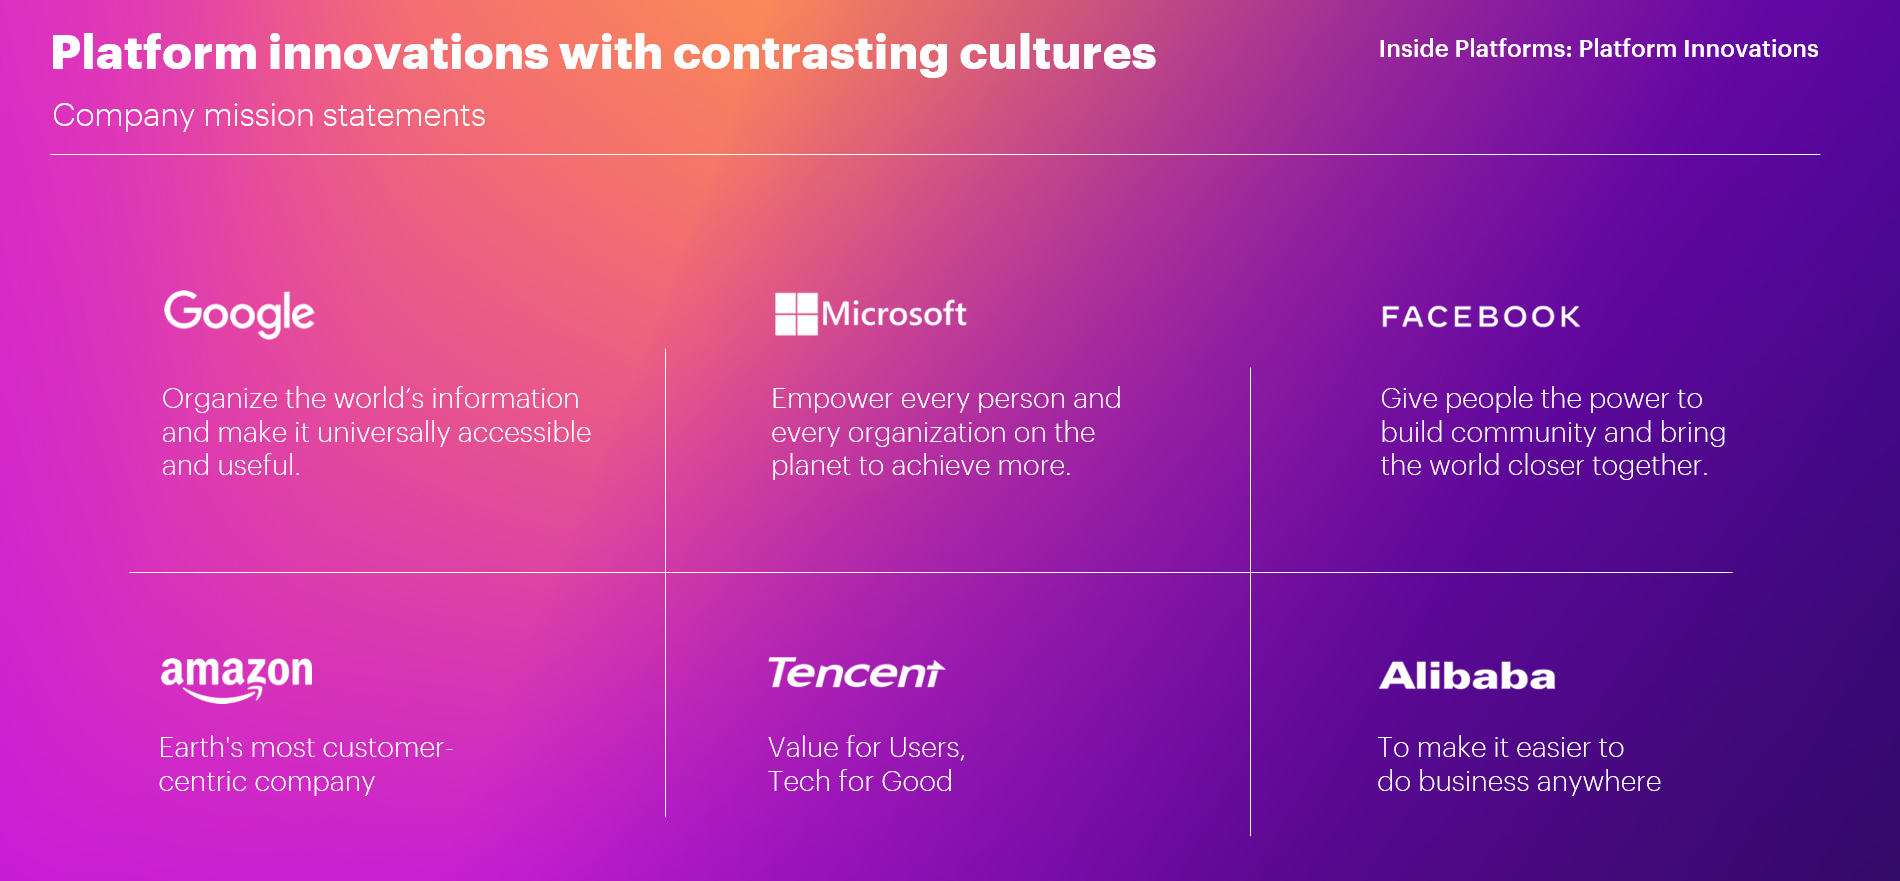 Platform innovations with contrasting cultures
Inside Platforms: Platform Innovations
Company mission statements
Google
Organize the world’s information
and make it universally accessible
and useful.
Microsoft
Empower every person and
every organization on the
planet to achieve more.
FACEBOOK
Give people the power to
build community and bring
the world closer together.
amazon
Earth's most customer-
centric company
Tencent
Value for Users,
Tech for Good
Alibaba
To make it easier to
do business anywhere